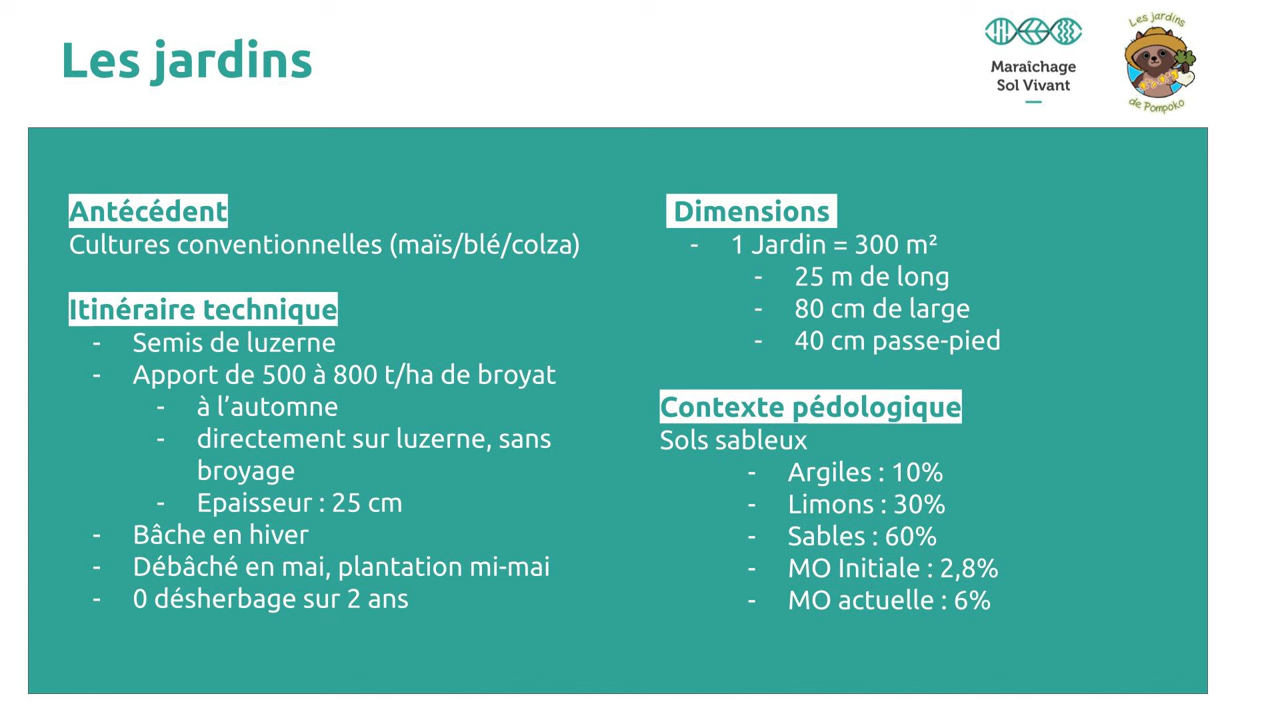 Les jardins
Maraîchage
Sol Vivant
Les jardins
de Pompoko
Antécédent
Cultures conventionnelles (maïs/blé/colza)
Itinéraire technique
- Semis de luzerne
- Apport de 500 à 800 t/ha de broyat
- à l’automne
- directement sur luzerne, sans
broyage
- Epaisseur : 25 cm
- Bâche en hiver
- Débâché en mai, plantation mi-mai
- 0 désherbage sur 2 ans
Dimensions
- 1 Jardin = 300 m²
- 25 m de long
- 80 cm de large
- 40 cm passe-pied
Contexte pédologique
Sols sableux
- Argiles : 10%
- Limons : 30%
- Sables : 60%
- MO Initiale : 2,8%
- MO actuelle : 6%